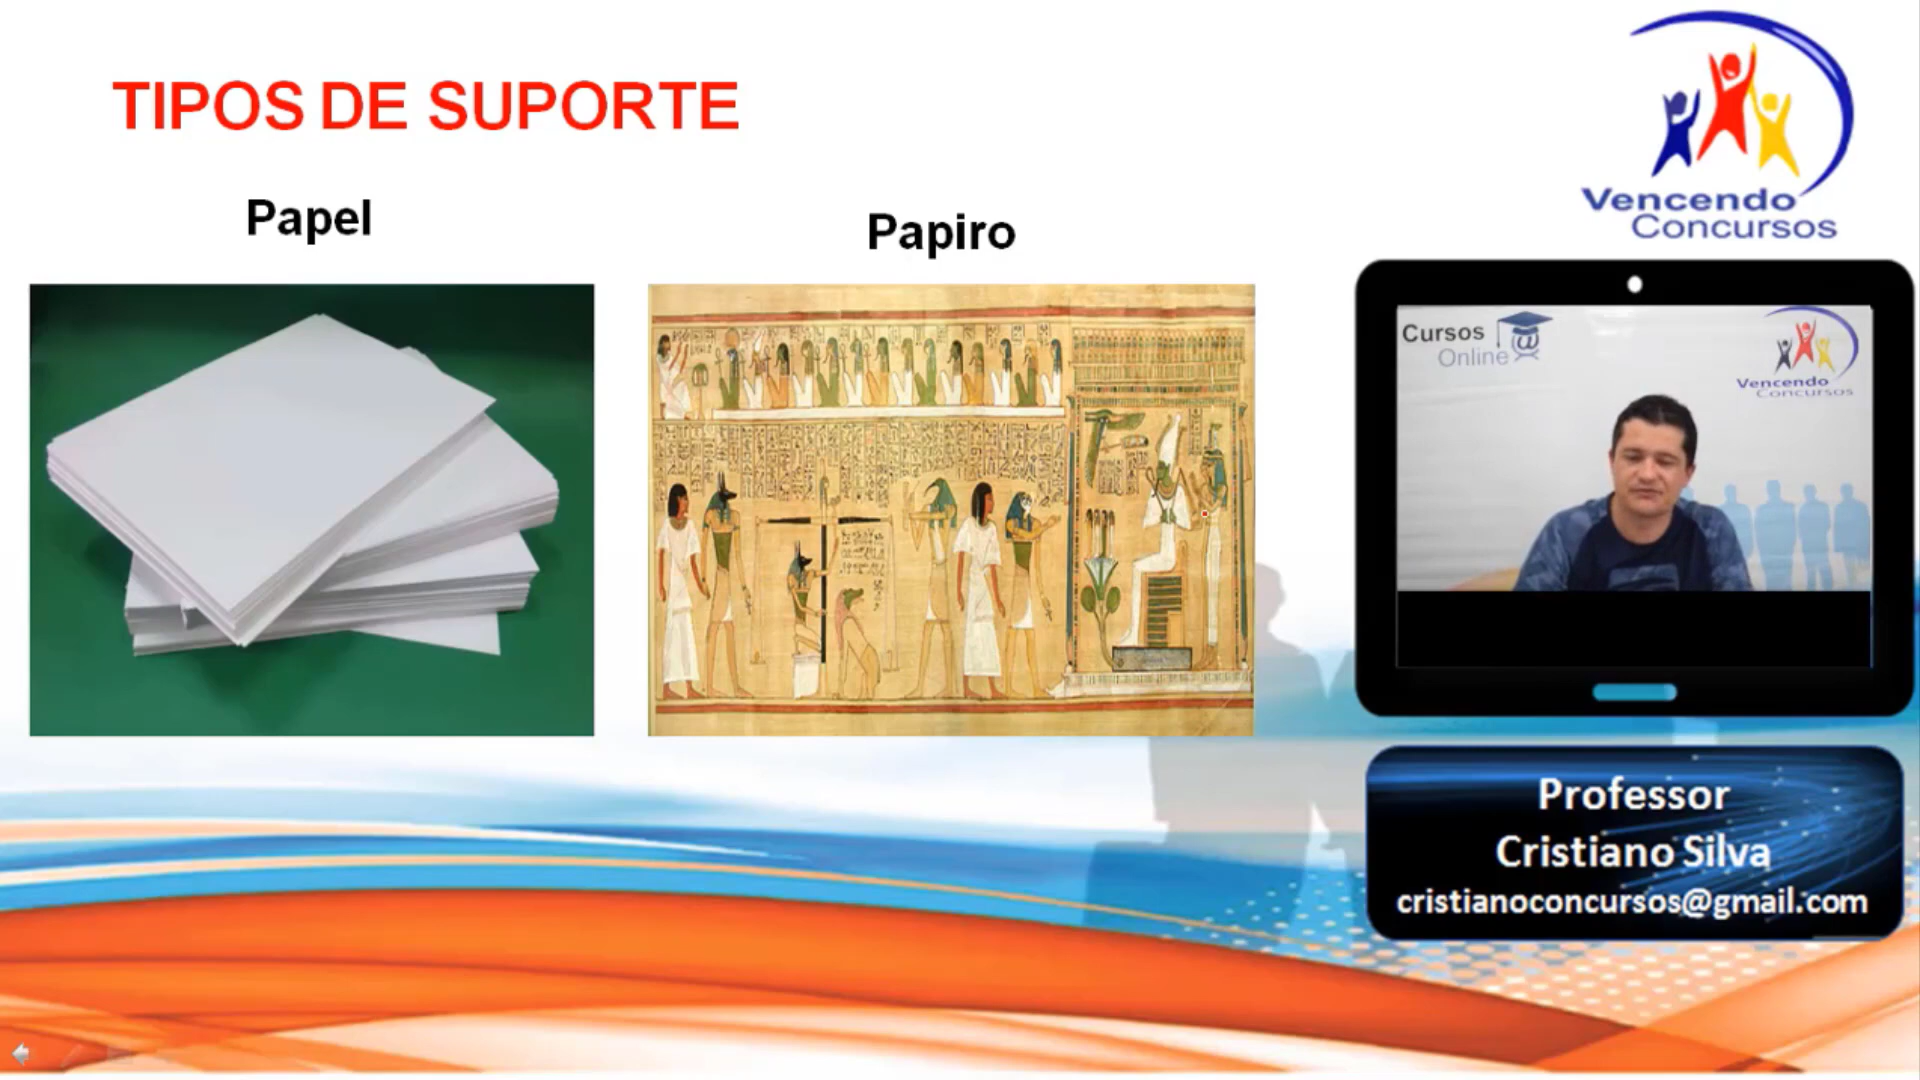 TIPOS DE SUPORTE
Papel
Papiro
Vencendo
Concursos
Cursos
Online
Vencendo
Concursos
Professor
Cristiano Silva
cristianoconcursos@gmail.com